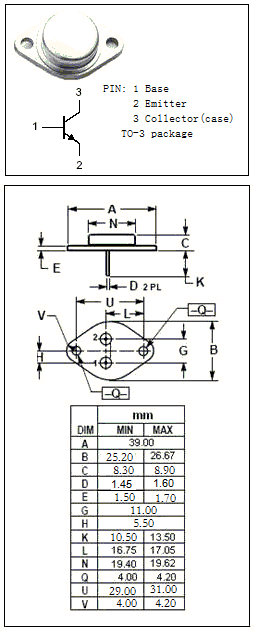 3
PIN: 1 Base
2 Emitter
1
3 Collector(case)
TO-3 package
2
A
N
C
E
K
D 2 PL
U
L
V
-Q-
2
H
G
B
1
-Q-
mm
DIM MIN MAX
A 39.00
B 25.20 26.67
C 8.30 8.90
D 1.45 1.60
E 1.50 1.70
G 11.00
H 5.50
K 10.50 13.50
L 16.75 17.05
N 19.40 19.62
Q 4.00 4.20
U 29.00 31.00
V 4.00 4.20